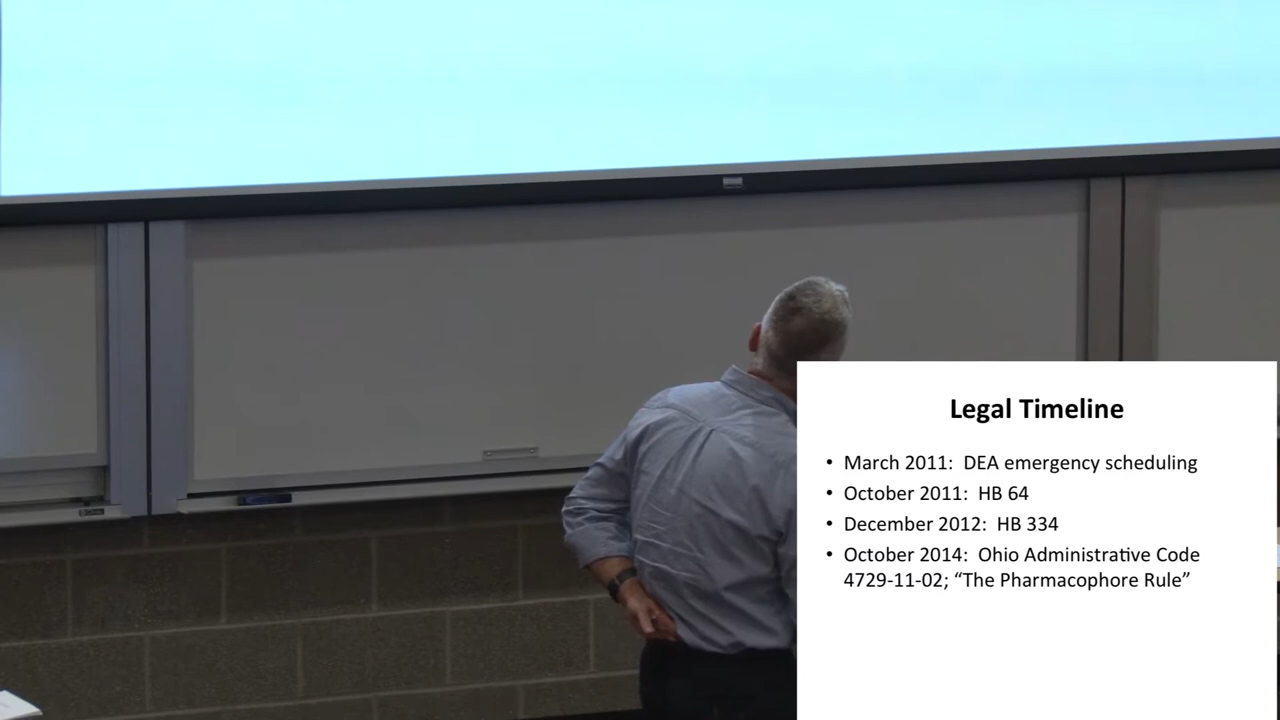 Legal Timeline
• March 2011: DEA emergency scheduling
• October 2011: HB 64
• December 2012: HB 334
• October 2014: Ohio Administrative Code
4729-11-02; “The Pharmacophore Rule”